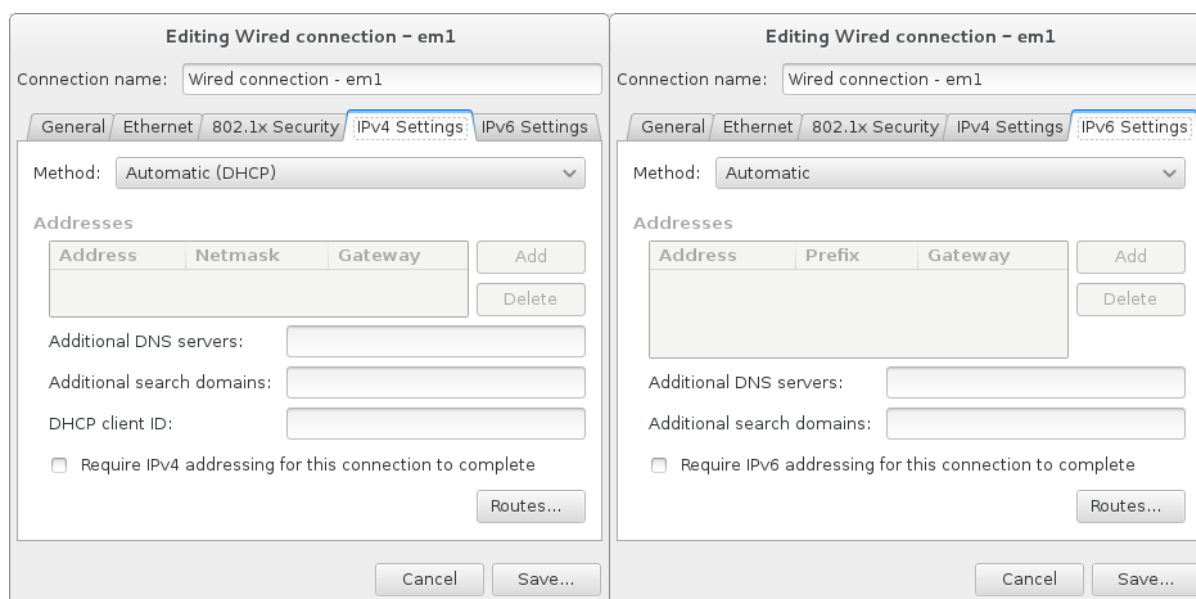 Editing Wired connection – em1
Connection name: Wired connection - em1
General Ethernet 802.1x Security IPv4 Settings IPv6 Settings
Method: Automatic (DHCP)
Addresses
Address Netmask Gateway Add
Delete
Additional DNS servers:
Additional search domains:
DHCP client ID:
Require IPv4 addressing for this connection to complete
Routes...
Cancel Save...
Editing Wired connection – em1
Connection name: Wired connection - em1
General Ethernet 802.1x Security IPv4 Settings IPv6 Settings
Method: Automatic
Addresses
Address Prefix Gateway Add
Delete
Additional DNS servers:
Additional search domains:
Require IPv6 addressing for this connection to complete
Routes...
Cancel Save...